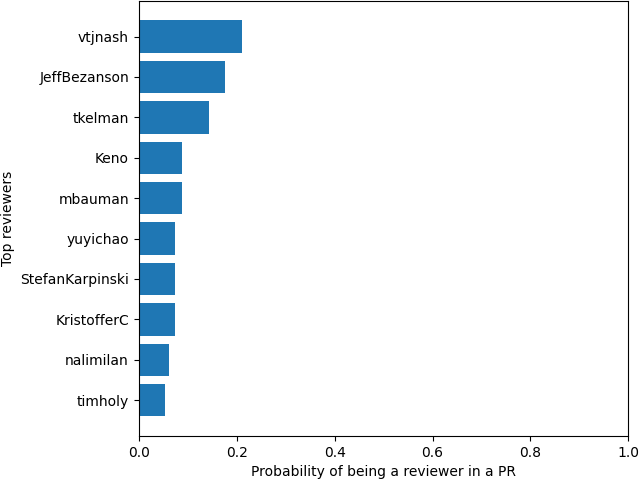 Top reviewers
vtjnash
JeffBezanson
tkelman
Keno
mbauman
yuyichao
StefanKarpinski
KristofferC
nalimilan
timholy
0.0 0.2 0.4 0.6 0.8 1.0
Probability of being a reviewer in a PR